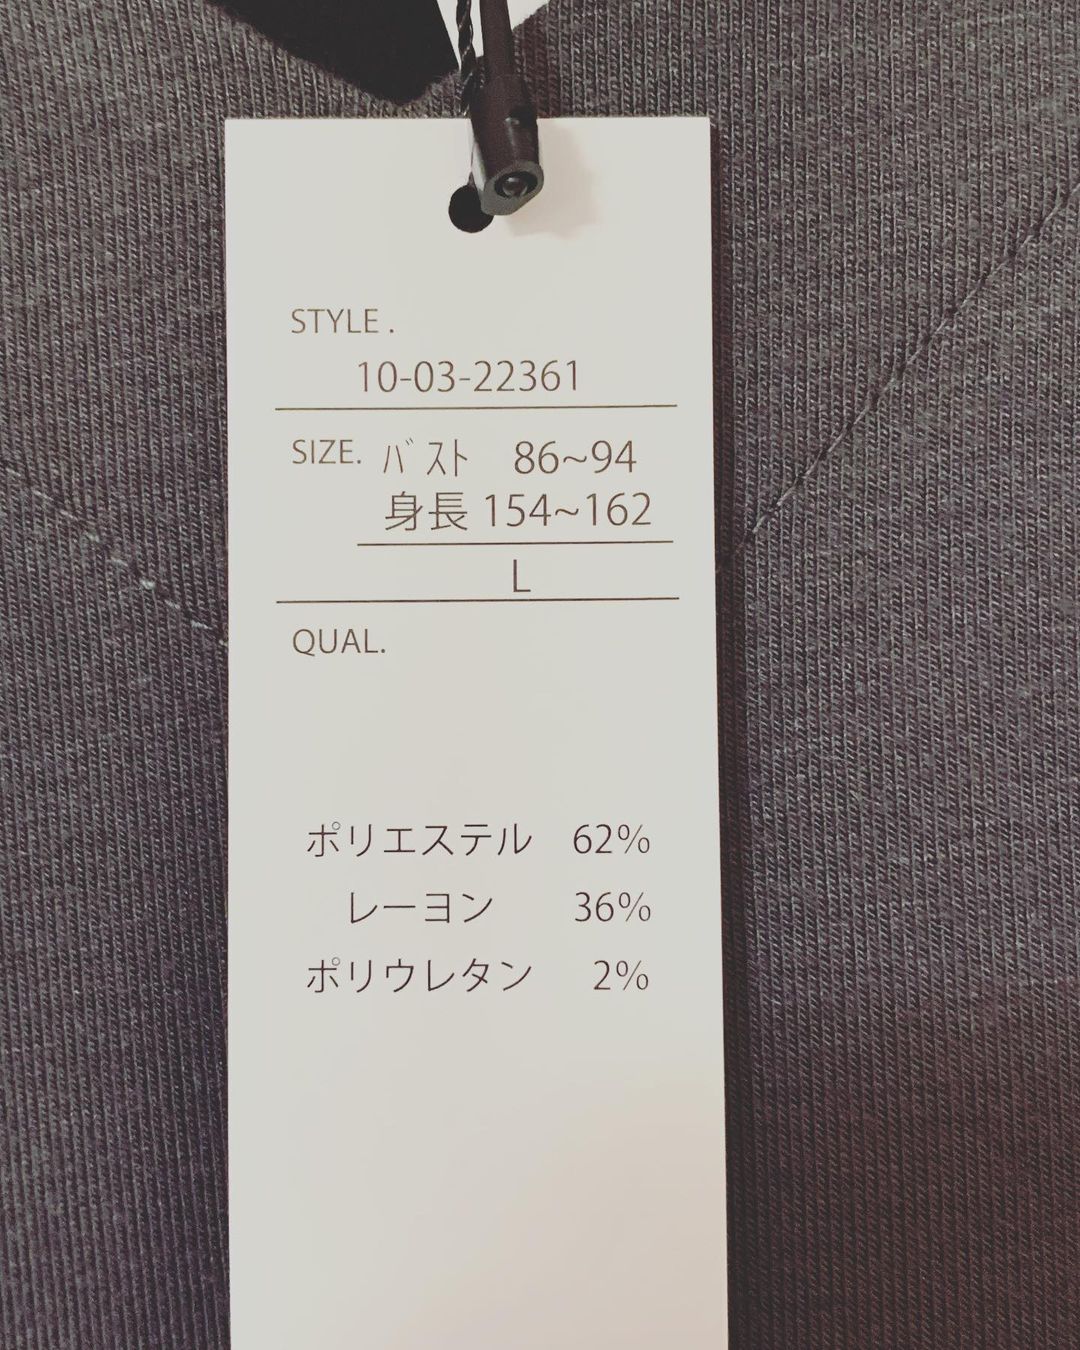 STYLE .
10-03-22361
SIZE. ﾊﾞｽﾄ 86~94
身長 154~162
L
QUAL.
ポリエステル 62%
レーヨン 36%
ポリウレタン 2%